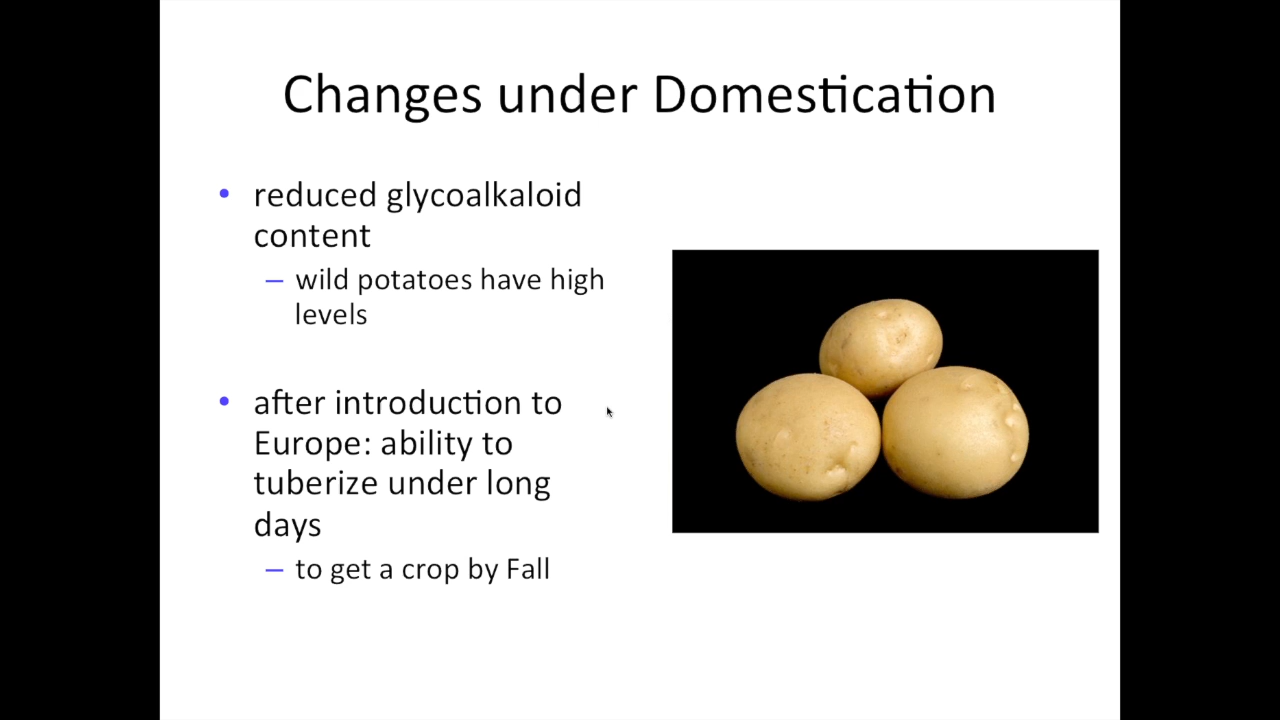 Changes under Domestication
• reduced glycoalkaloid
content
– wild potatoes have high
levels
• after introduction to
Europe: ability to
tuberize under long
days
– to get a crop by Fall